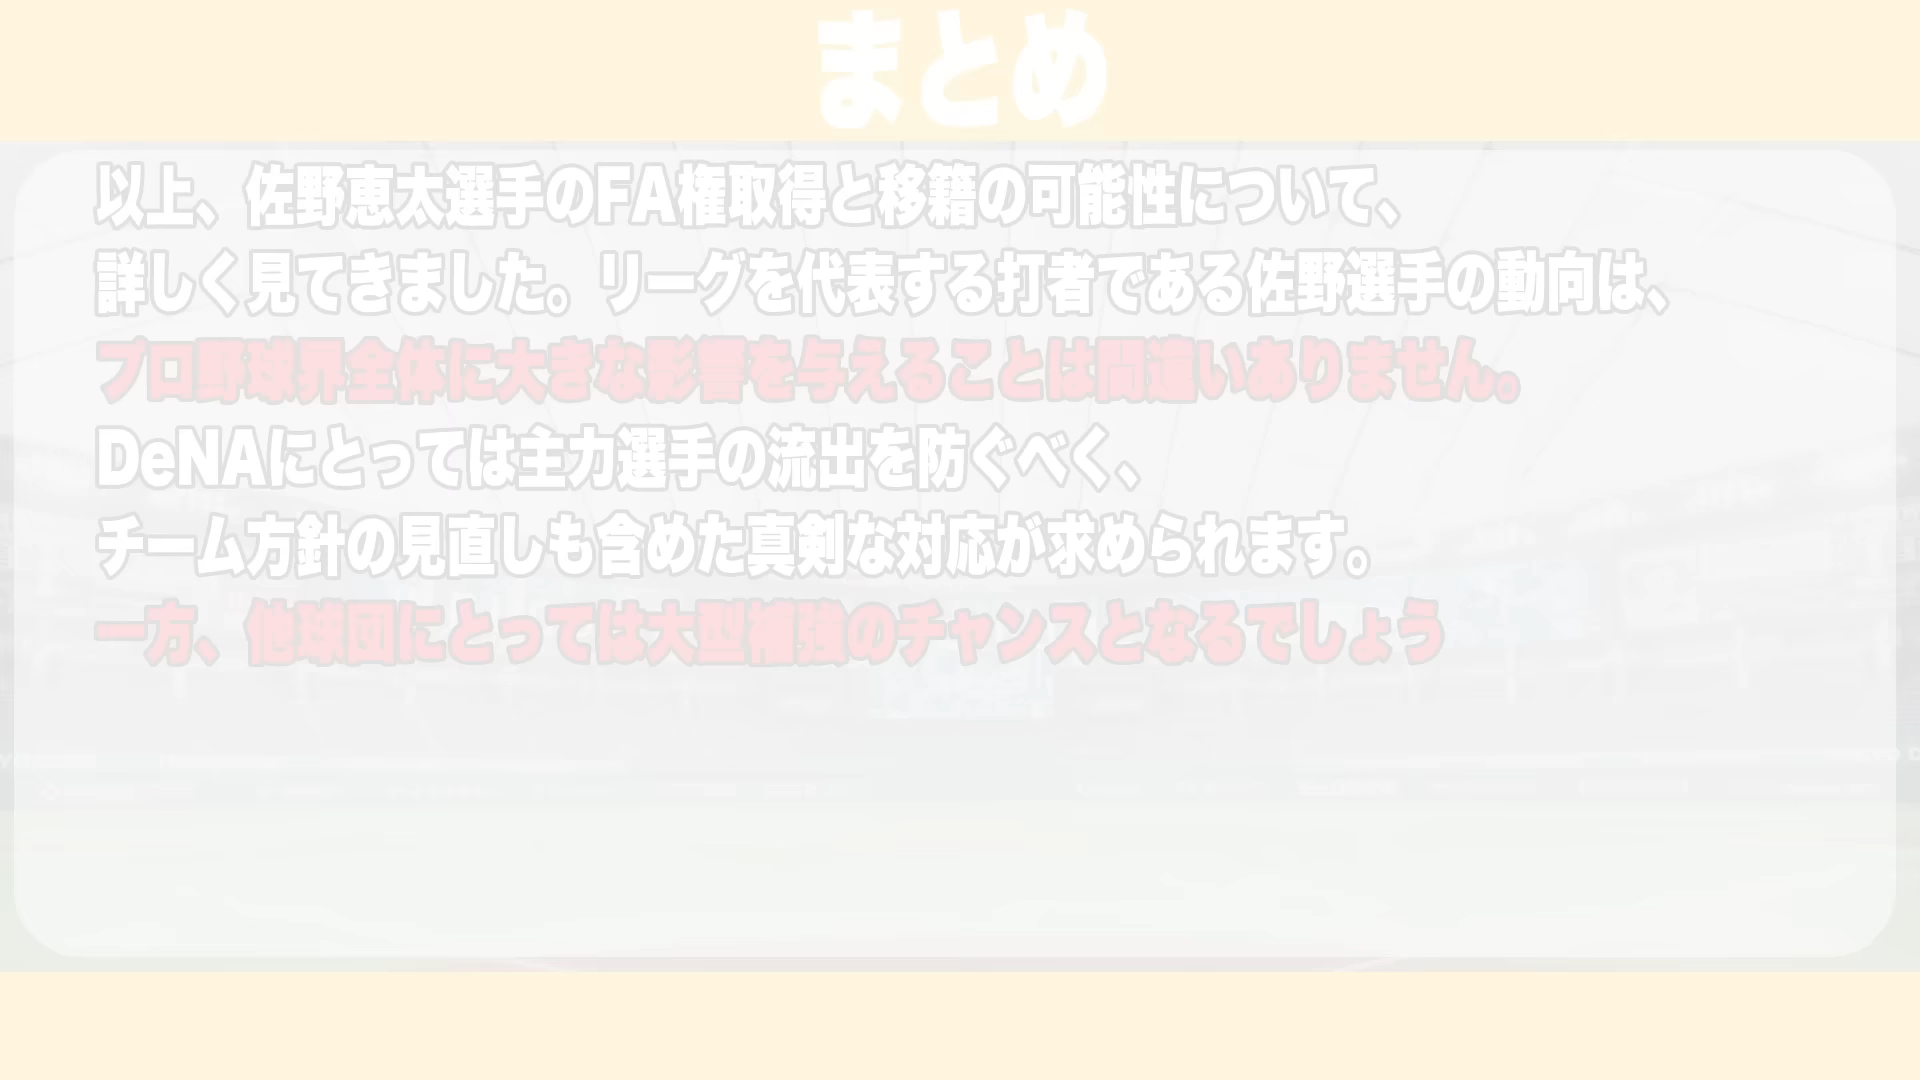 まとめ
以上、佐野恵太選手のFA権取得と移籍の可能性について、
詳しく見てきました。リーグを代表する打者である佐野選手の動向は、
プロ野球界全体に大きな影響を与えることは間違いありません。
DeNAにとっては主力選手の流出を防ぐべく、
チーム方針の見直しも含めた真剣な対応が求められます。
一方、他球団にとっては大型補強のチャンスとなるでしょう